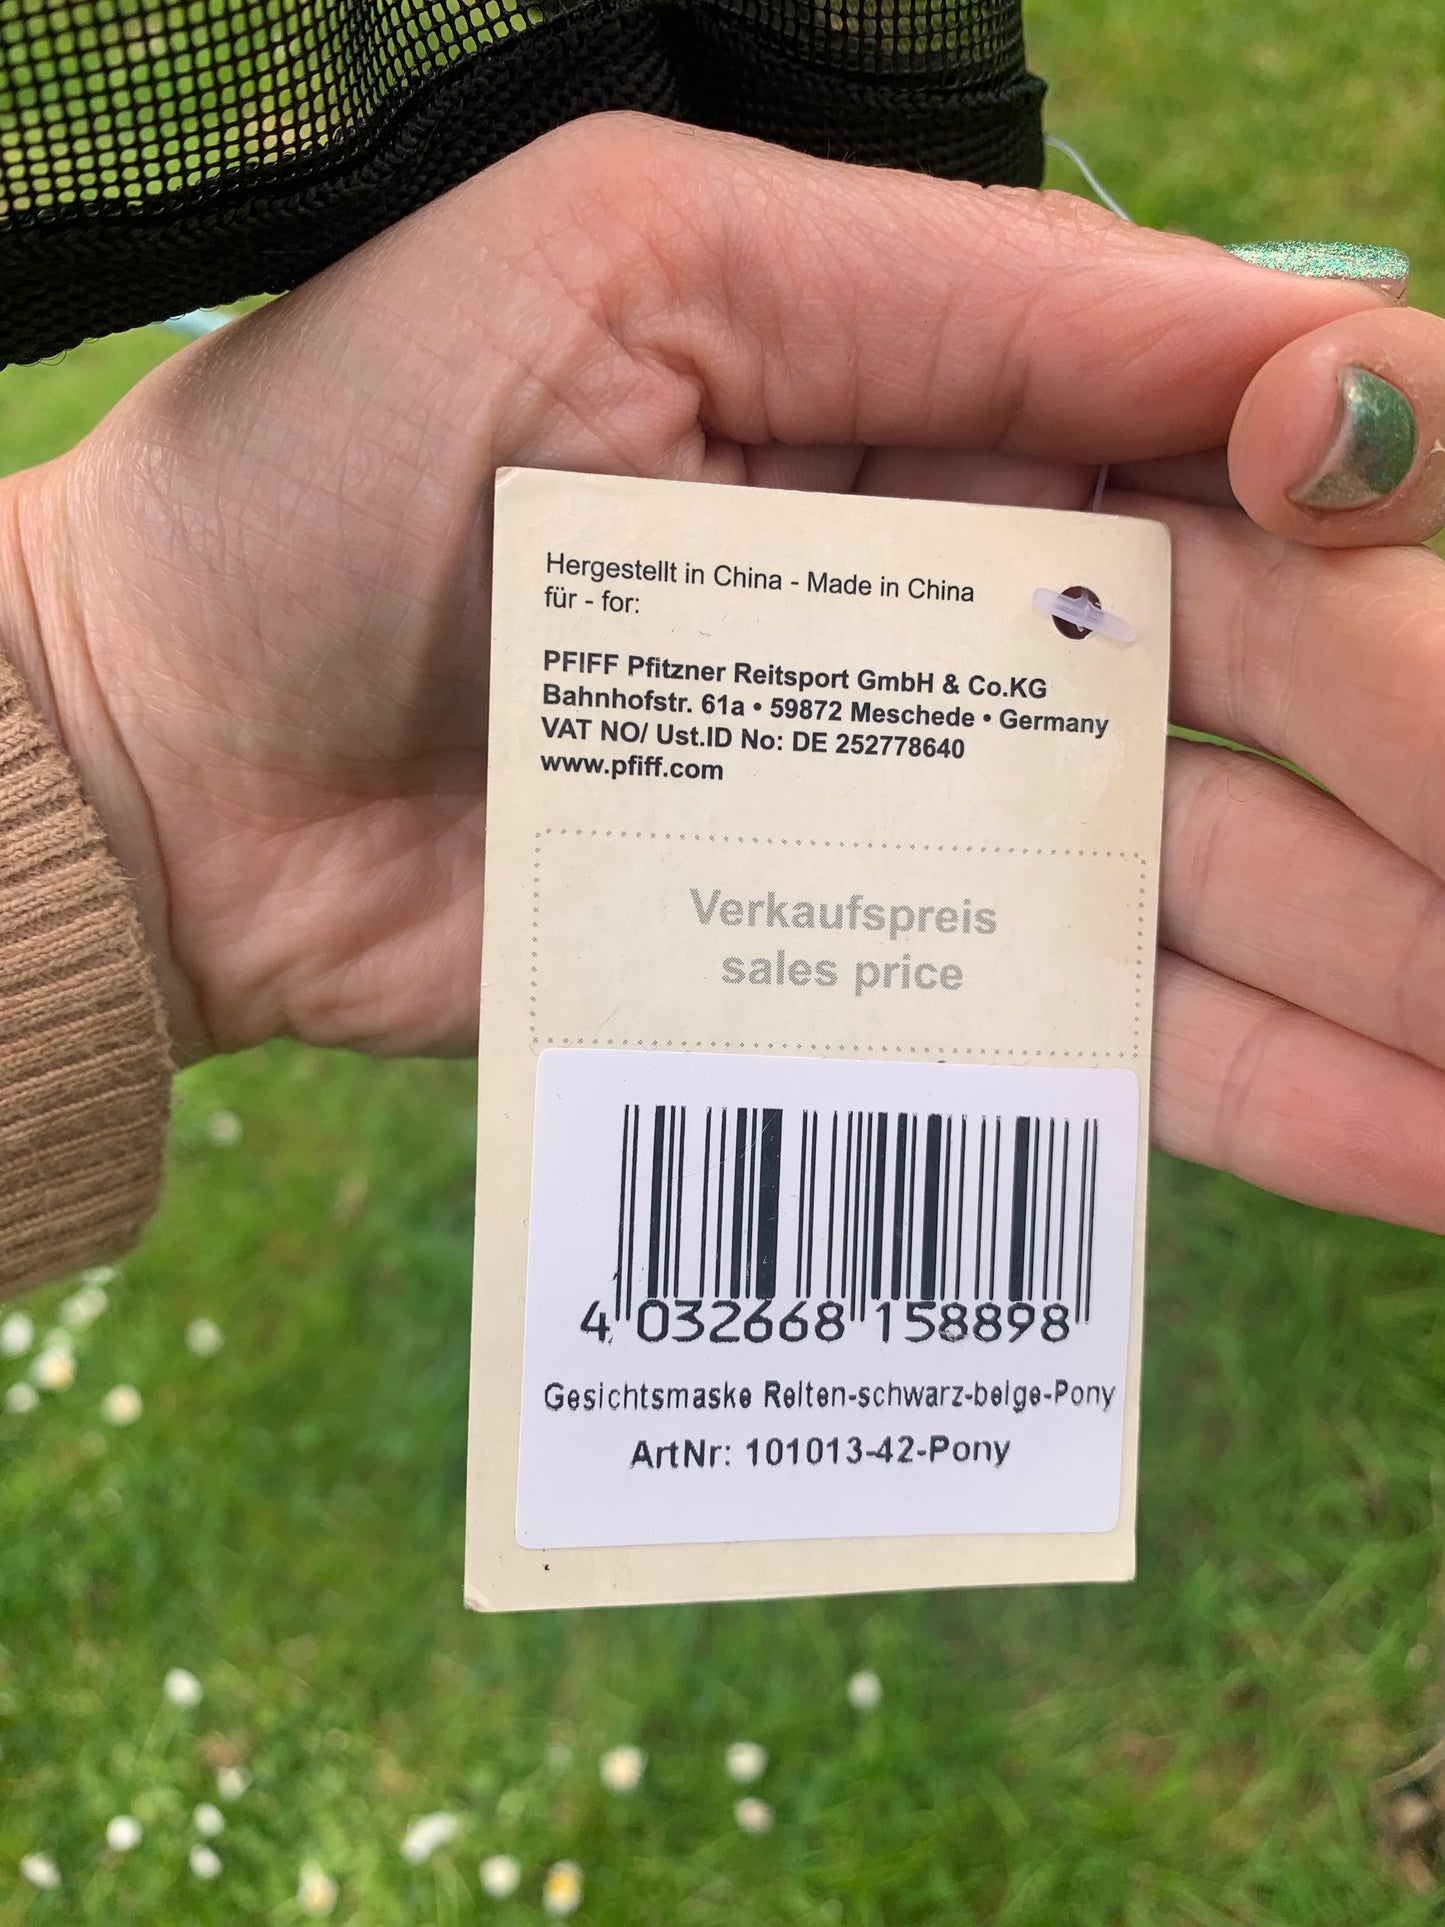 Hergestellt in China - Made in China
für - for:
PFIFF Pfitzner Reitsport GmbH & Co.KG
Bahnhofstr. 61a • 59872 Meschede • Germany
VAT NO/ Ust.ID No: DE 252778640
www.pfiff.com
Verkaufspreis
sales price
4 032668 158898
Gesichtsmaske Reiten-schwarz-beige-Pony
ArtNr: 101013-42-Pony